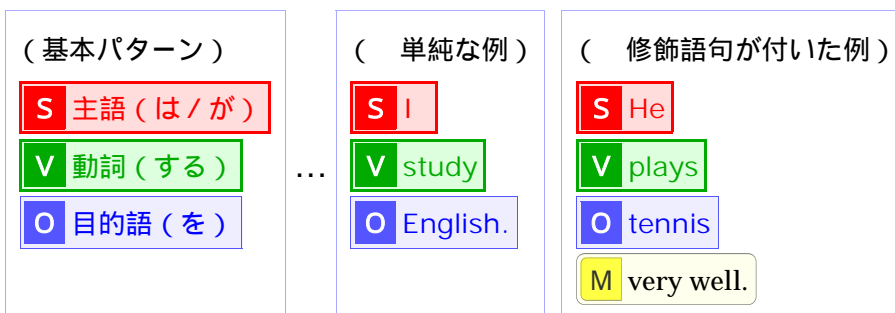 (基本パターン)
S 主語(は/が)
V 動詞(する)
O 目的語(を)
…
( 単純な例)
S I
V study
O English.
( 修飾語句が付いた例)
S He
V plays
O tennis
M very well.